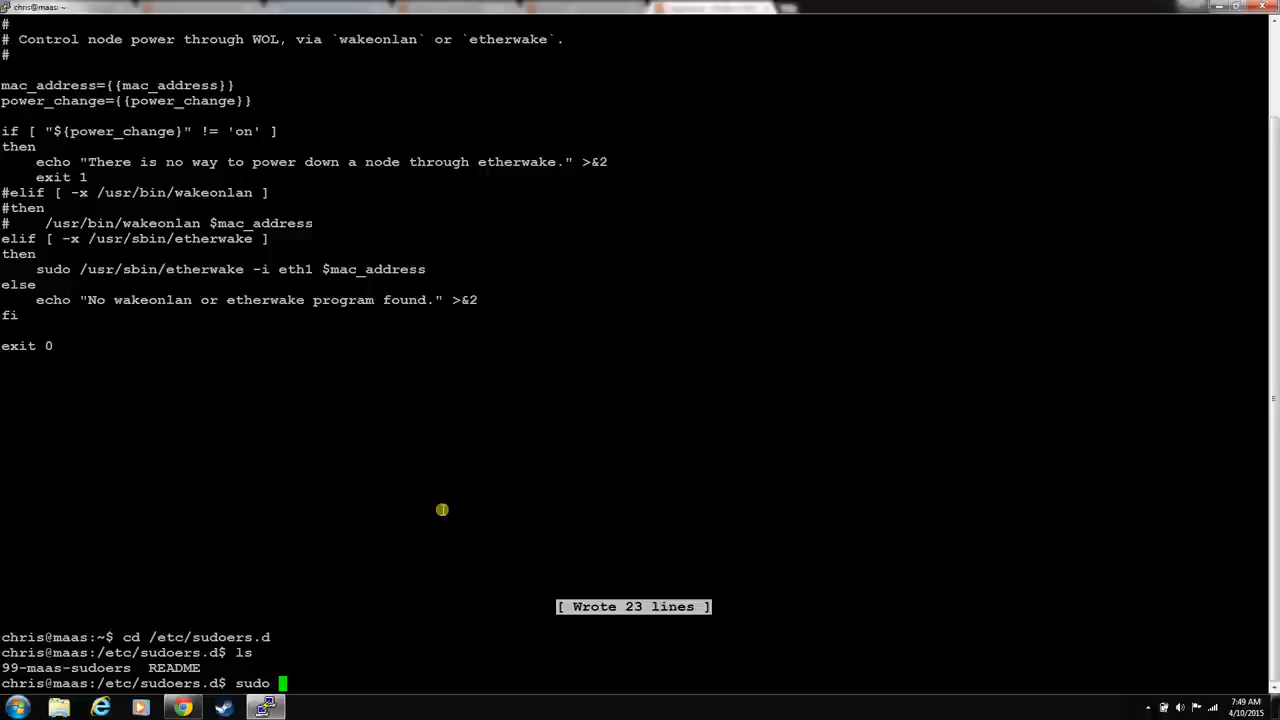 chris@maas: ~
#
# Control node power through WOL, via `wakeonlan` or `etherwake`.
#
mac_address={{mac_address}}
power_change={{power_change}}
if [ "${power_change}" != 'on' ]
then
    echo "There is no way to power down a node through etherwake." >&2
    exit 1
#elif [ -x /usr/bin/wakeonlan ]
#then
#    /usr/bin/wakeonlan $mac_address
elif [ -x /usr/sbin/etherwake ]
then
    sudo /usr/sbin/etherwake -i eth1 $mac_address
else
    echo "No wakeonlan or etherwake program found." >&2
fi
exit 0
[ Wrote 23 lines ]
chris@maas:~$ cd /etc/sudoers.d
chris@maas:/etc/sudoers.d$ ls
99-maas-sudoers  README
chris@maas:/etc/sudoers.d$ sudo
7:49 AM
4/10/2015